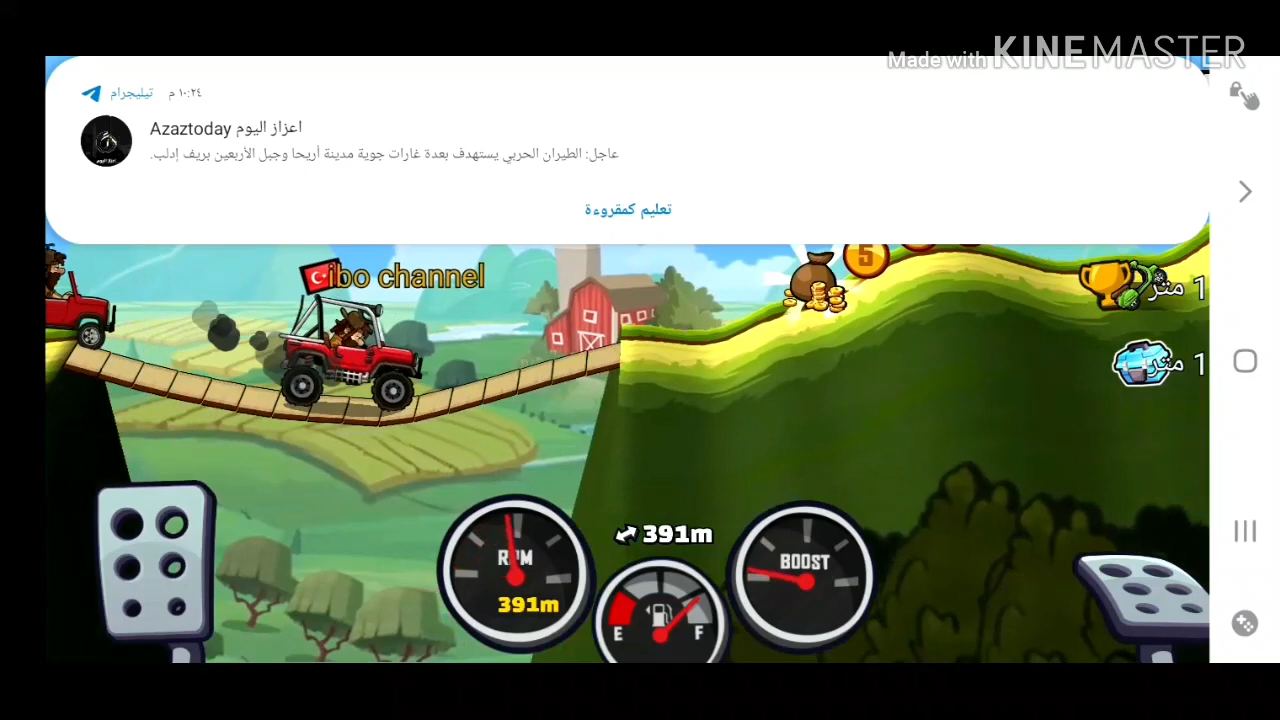 Made with KINEMASTER
تيليجرام ١٠:٢٤ م
اعزاز اليوم Azaztoday
عاجل: الطيران الحربي يستهدف بعدة غارات جوية مدينة أريحا وجبل الأربعين بريف إدلب.
تعليم كمقروءة
5
ibo channel
1 متر
1 متر
391m
RPM
BOOST
391m
E
F